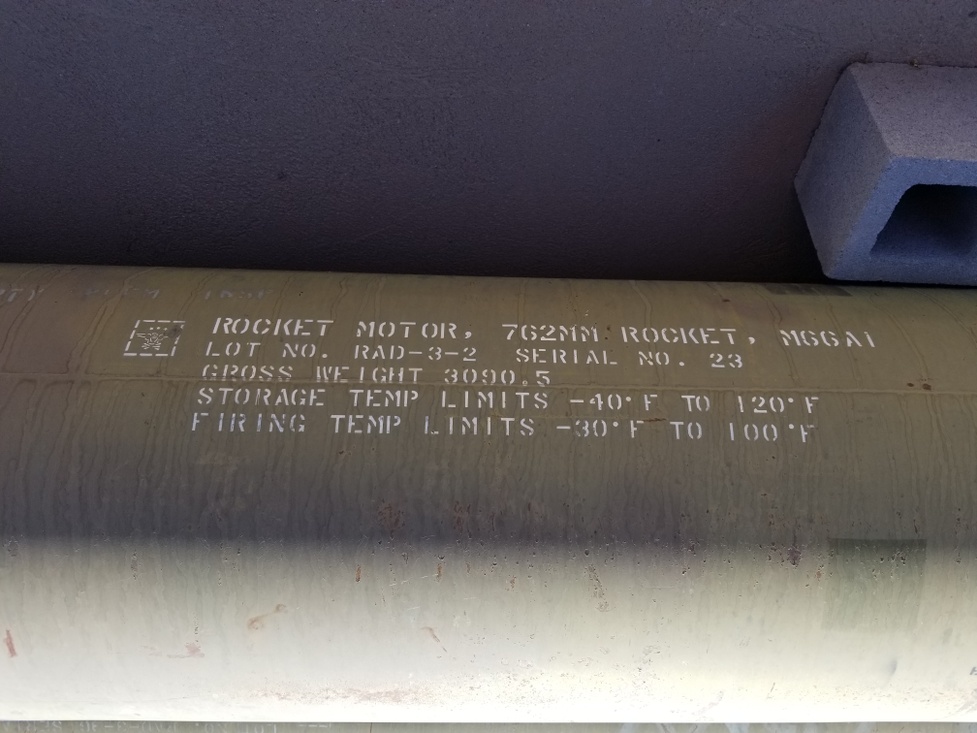 ROCKET MOTOR, 762MM ROCKET, M66A1
LOT NO. RAD-3-2 SERIAL NO. 23
GROSS WEIGHT 3090.5
STORAGE TEMP LIMITS -40°F TO 120°F
FIRING TEMP LIMITS -30°F TO 100°F